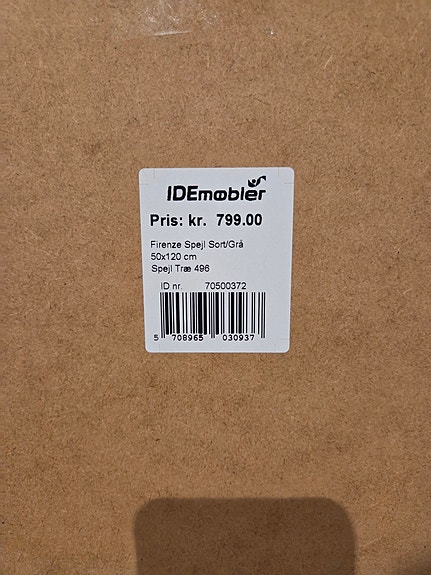 IDEmøbler
Pris: kr. 799.00
Firenze Spejl Sort/Grå
50x120 cm
Spejl Træ 496
ID nr. 70500372
5 708965 030937